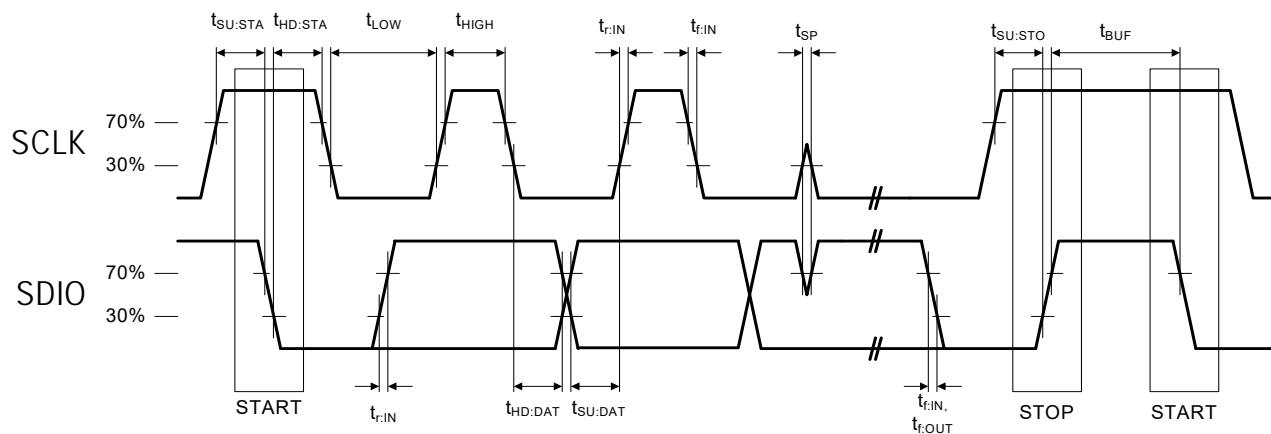 tSU:STA tHD:STA tLOW tHIGH tr:IN tf:IN tSP tSU:STO tBUF
SCLK
70%
30%
SDIO
70%
30%
START
tr:IN
tHD:DAT tSU:DAT
tf:IN,
tf:OUT
STOP
START